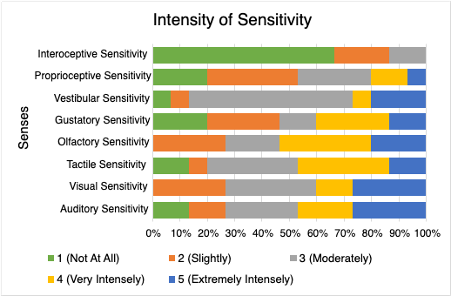 Intensity of Sensitivity
Senses
Interoceptive Sensitivity
Proprioceptive Sensitivity
Vestibular Sensitivity
Gustatory Sensitivity
Olfactory Sensitivity
Tactile Sensitivity
Visual Sensitivity
Auditory Sensitivity
0% 10% 20% 30% 40% 50% 60% 70% 80% 90% 100%
1 (Not At All) 2 (Slightly) 3 (Moderately)
4 (Very Intensely) 5 (Extremely Intensely)